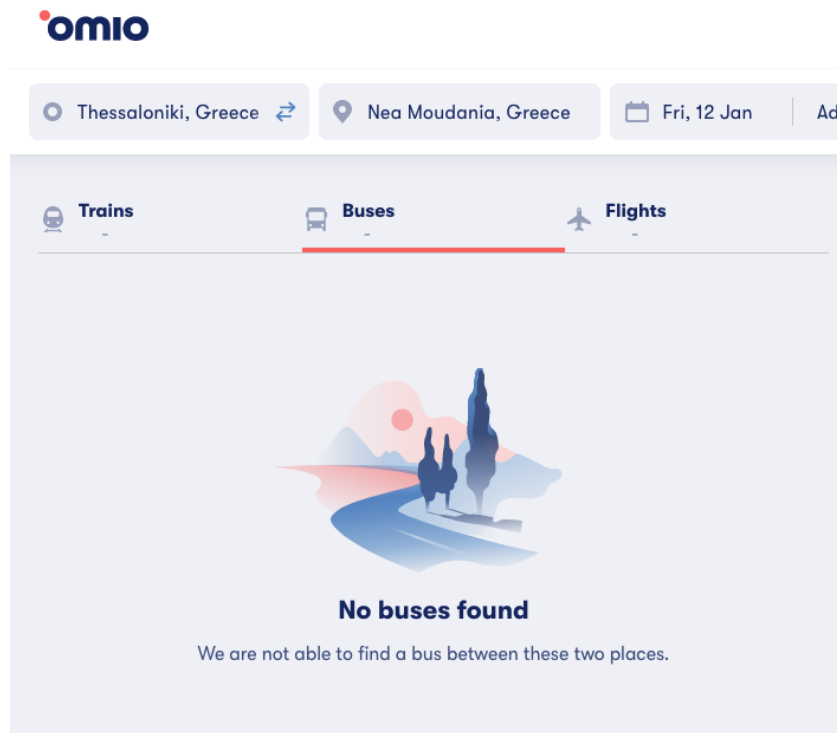 omio
Thessaloniki, Greece Nea Moudania, Greece Fri, 12 Jan
Trains Buses Flights
- - -
No buses found
We are not able to find a bus between these two places.